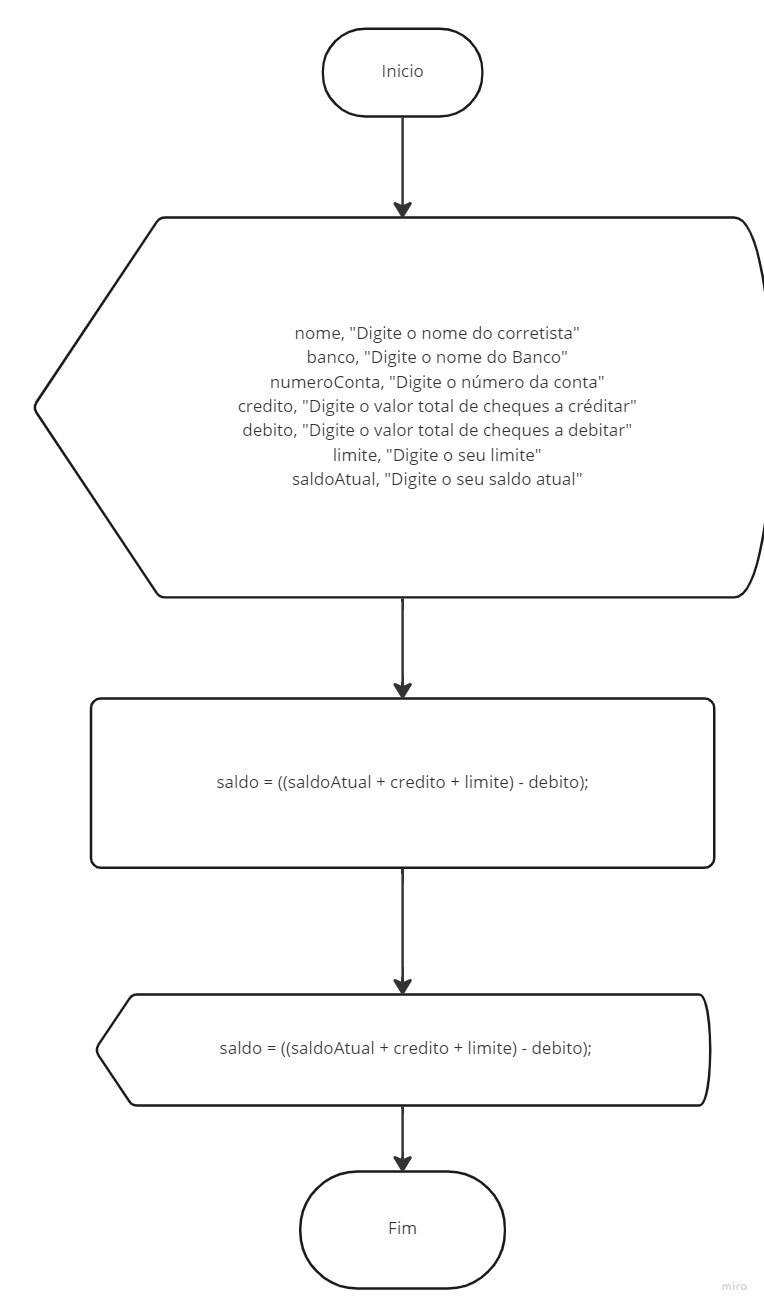 Inicio
nome, "Digite o nome do corretista"
banco, "Digite o nome do Banco"
numeroConta, "Digite o número da conta"
credito, "Digite o valor total de cheques a créditar"
debito, "Digite o valor total de cheques a debitar"
limite, "Digite o seu limite"
saldoAtual, "Digite o seu saldo atual"
saldo = ((saldoAtual + credito + limite) - debito);
saldo = ((saldoAtual + credito + limite) - debito);
Fim
miro